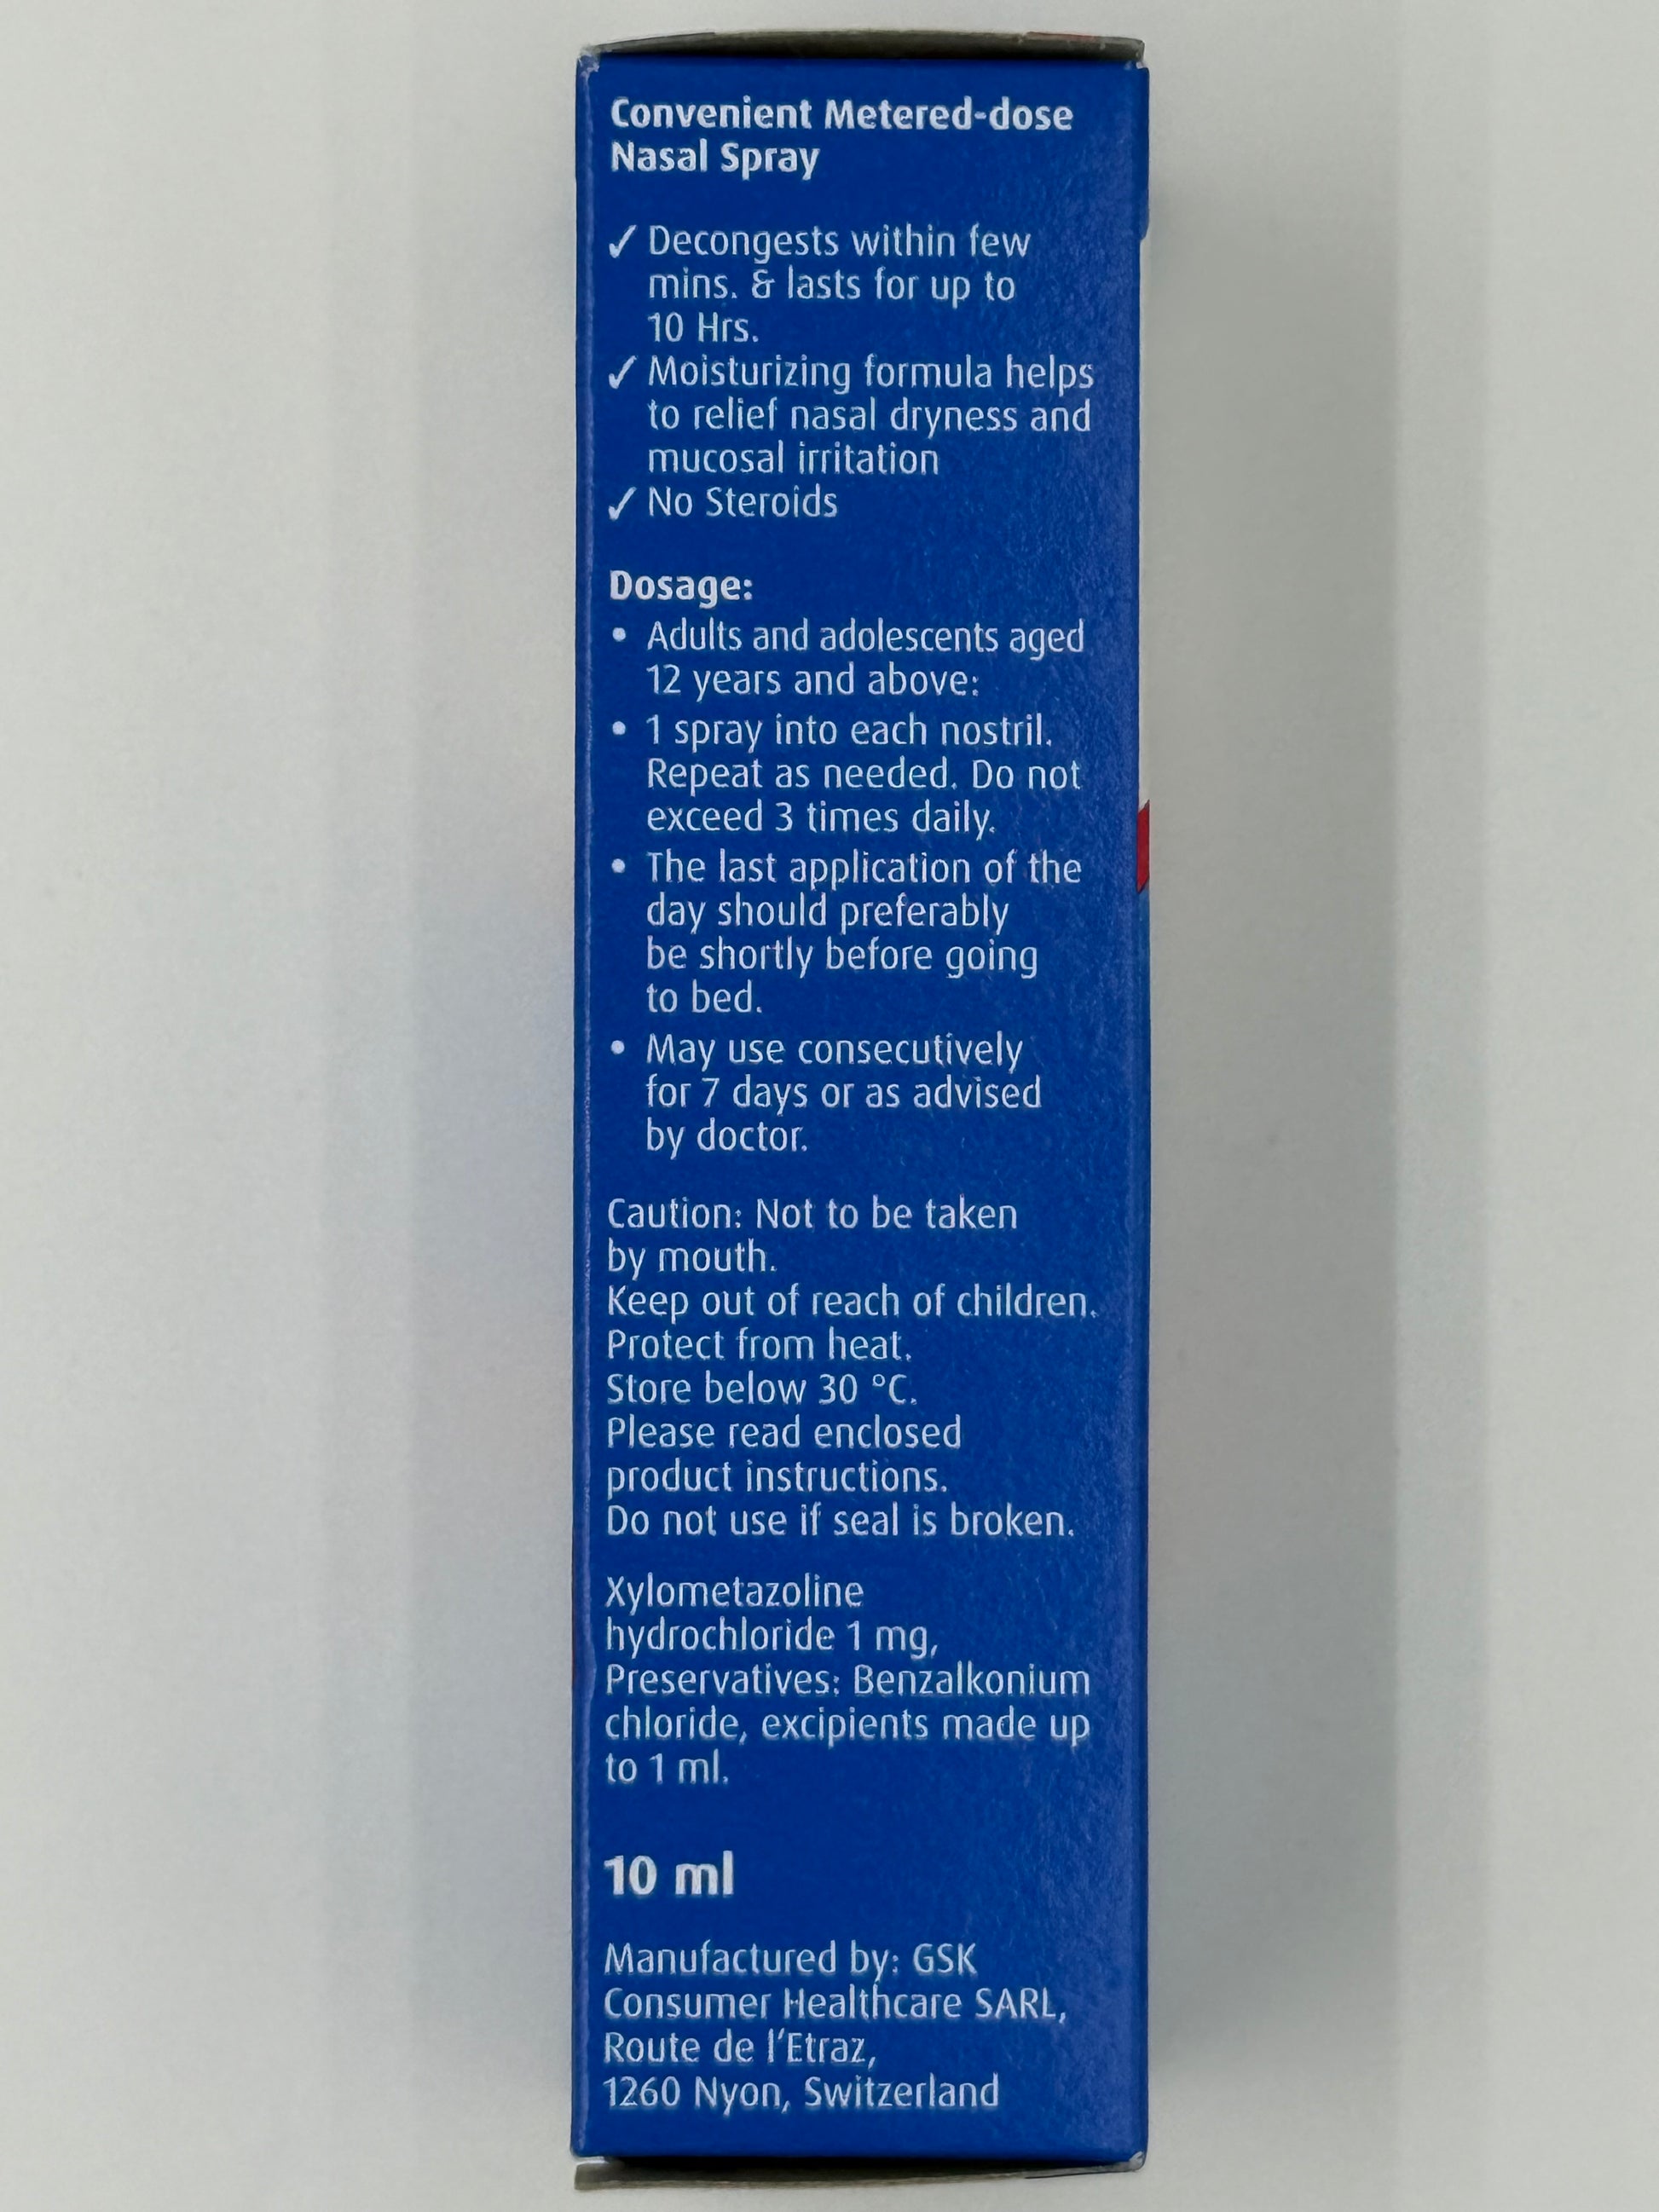 Convenient Metered-dose
Nasal Spray
✓ Decongests within few
mins. & lasts for up to
10 Hrs.
✓ Moisturizing formula helps
to relief nasal dryness and
mucosal irritation
✓ No Steroids
Dosage:
• Adults and adolescents aged
12 years and above:
• 1 spray into each nostril.
Repeat as needed. Do not
exceed 3 times daily.
• The last application of the
day should preferably
be shortly before going
to bed.
• May use consecutively
for 7 days or as advised
by doctor.
Caution: Not to be taken
by mouth.
Keep out of reach of children.
Protect from heat.
Store below 30 °C.
Please read enclosed
product instructions.
Do not use if seal is broken.
Xylometazoline
hydrochloride 1 mg,
Preservatives: Benzalkonium
chloride, excipients made up
to 1 ml.
10 ml
Manufactured by: GSK
Consumer Healthcare SARL,
Route de l'Etraz,
1260 Nyon, Switzerland